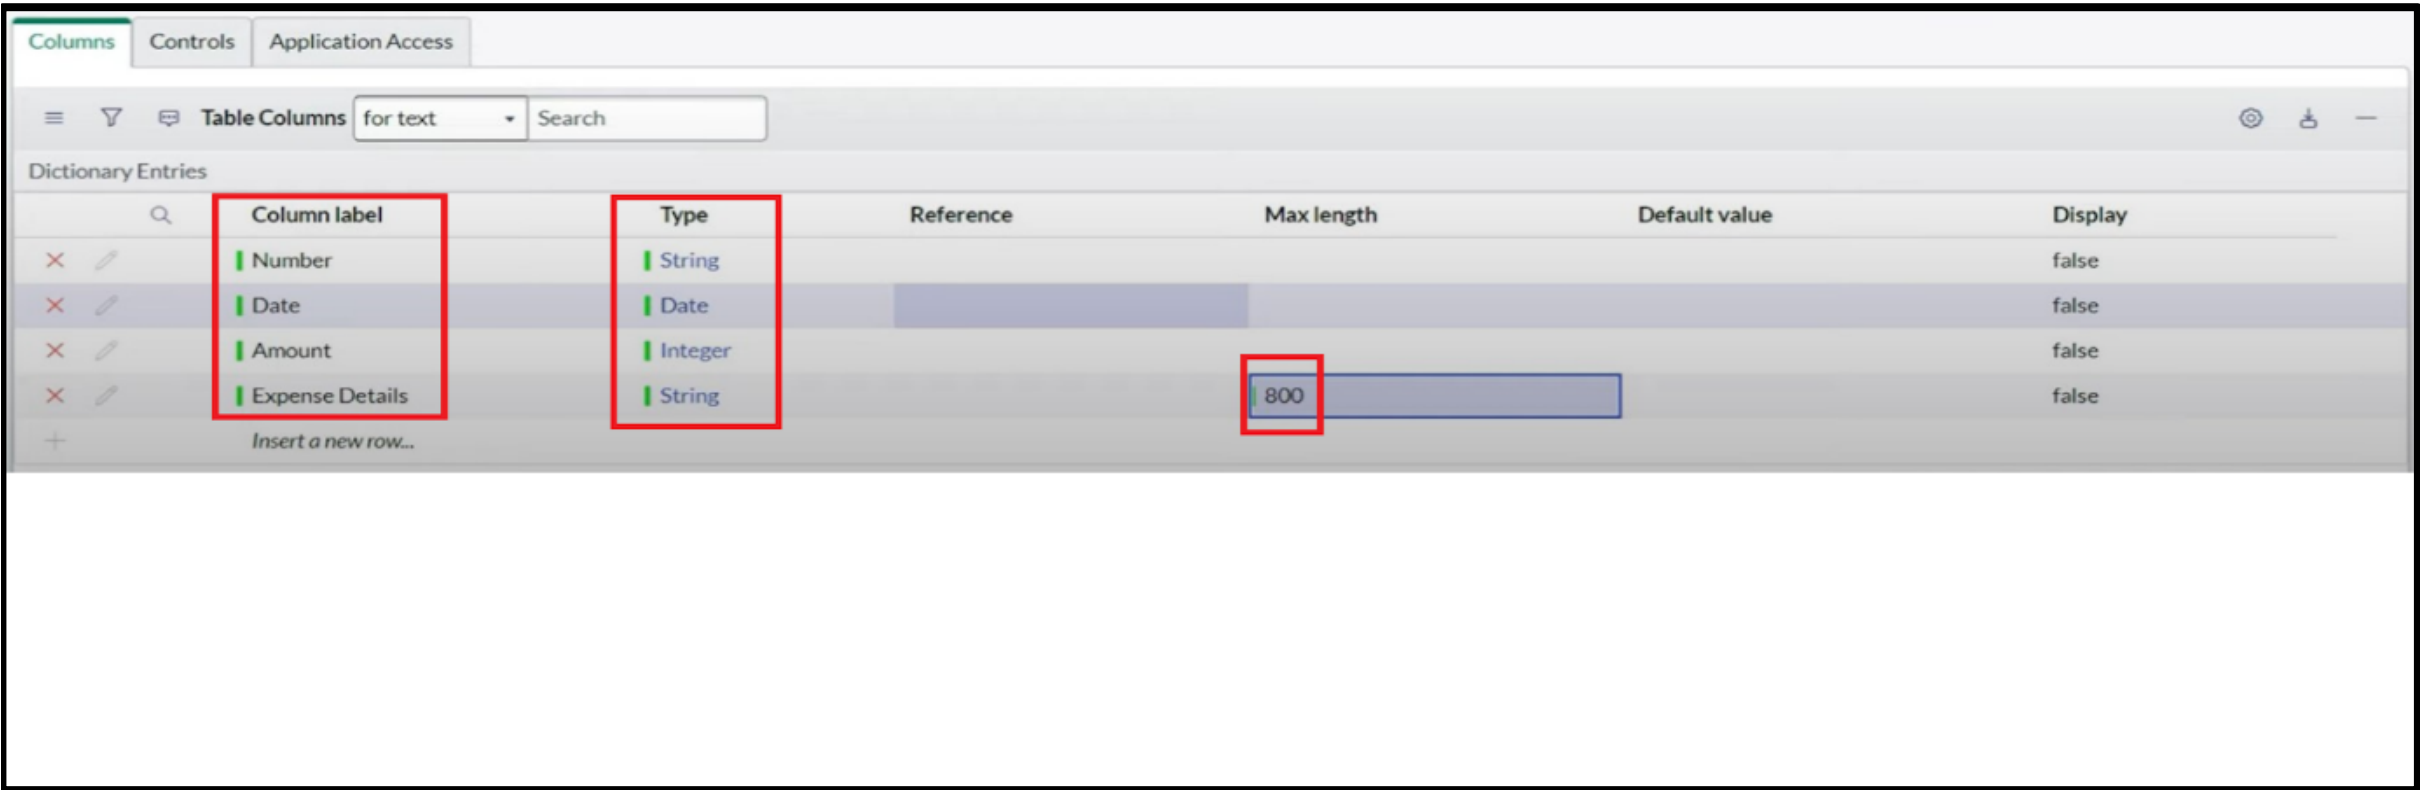 Columns Controls Application Access
Table Columns for text Search
Dictionary Entries
Column label Type Reference Max length Default value Display
Number String false
Date Date false
Amount Integer false
Expense Details String 800 false
Insert a new row...